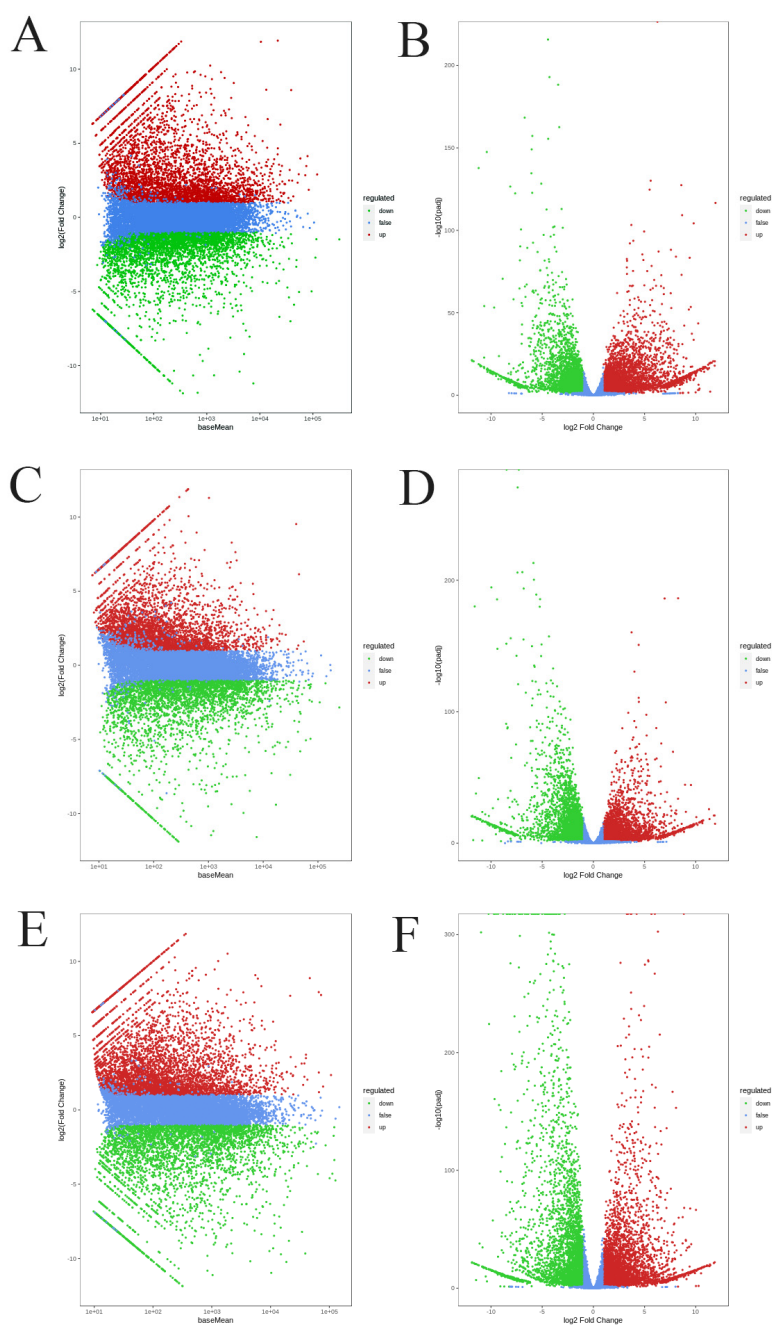 A
B
10
5
0
-5
-10
log2(Fold Change)
1e+01
1e+02
1e+03
1e+04
1e+05
baseMean
regulated
down
false
up
200
150
100
50
0
-log10(padj)
-10
-5
0
5
10
log2 Fold Change
regulated
down
false
up
C
D
10
5
0
-5
-10
log2(Fold Change)
1e+01
1e+02
1e+03
1e+04
1e+05
baseMean
regulated
down
false
up
200
100
0
-log10(padj)
-10
-5
0
5
10
log2 Fold Change
regulated
down
false
up
E
F
10
5
0
-5
-10
log2(Fold Change)
1e+01
1e+02
1e+03
1e+04
1e+05
baseMean
regulated
down
false
up
300
200
100
0
-log10(padj)
-10
-5
0
5
10
log2 Fold Change
regulated
down
false
up